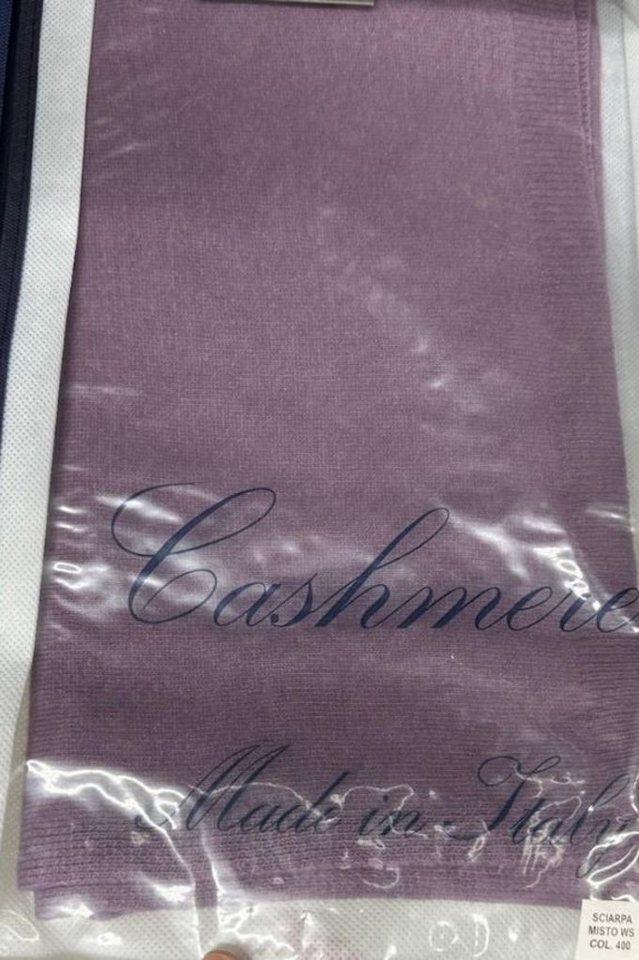 Cashmere
Made in Italy
SCIARPA
MISTO WS
COL. 400